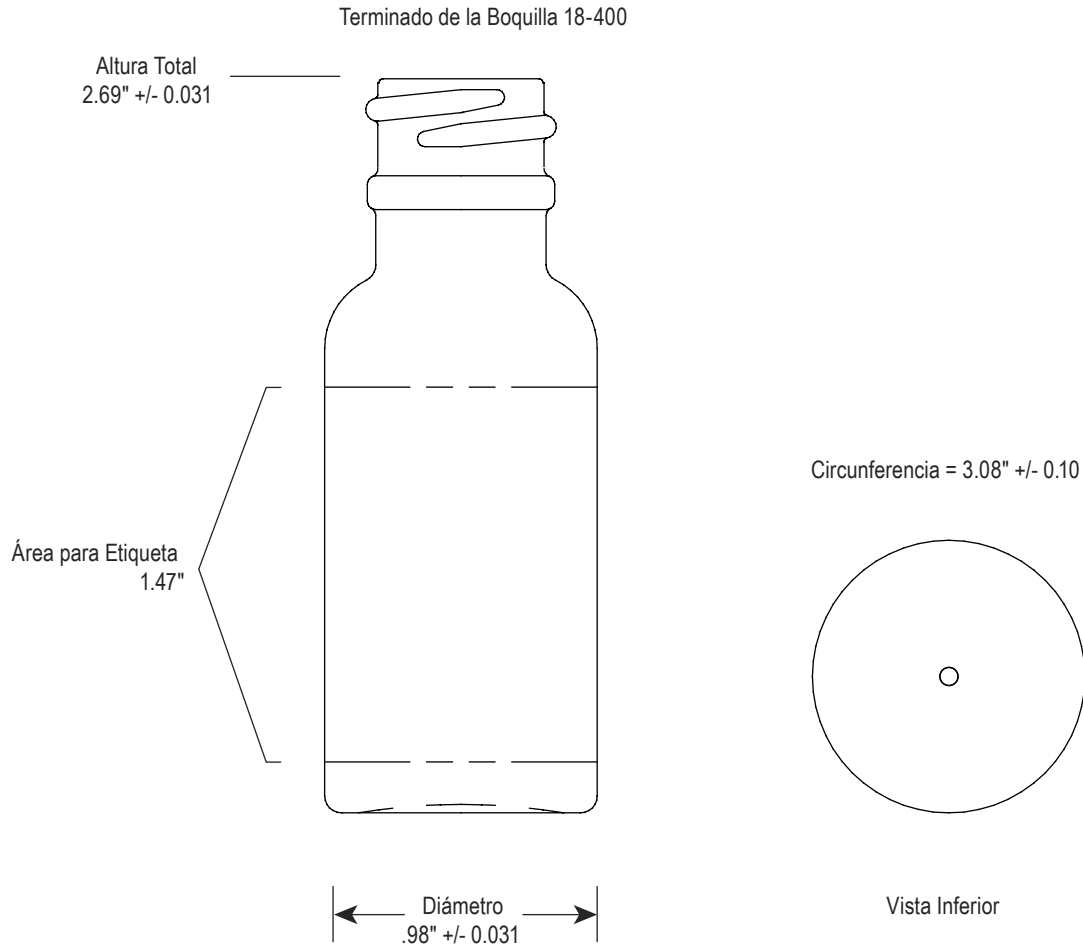 Terminado de la Boquilla 18-400
Altura Total
2.69" +/- 0.031
Circunferencia = 3.08" +/- 0.10
Área para Etiqueta
1.47"
Diámetro
.98" +/- 0.031
Vista Inferior